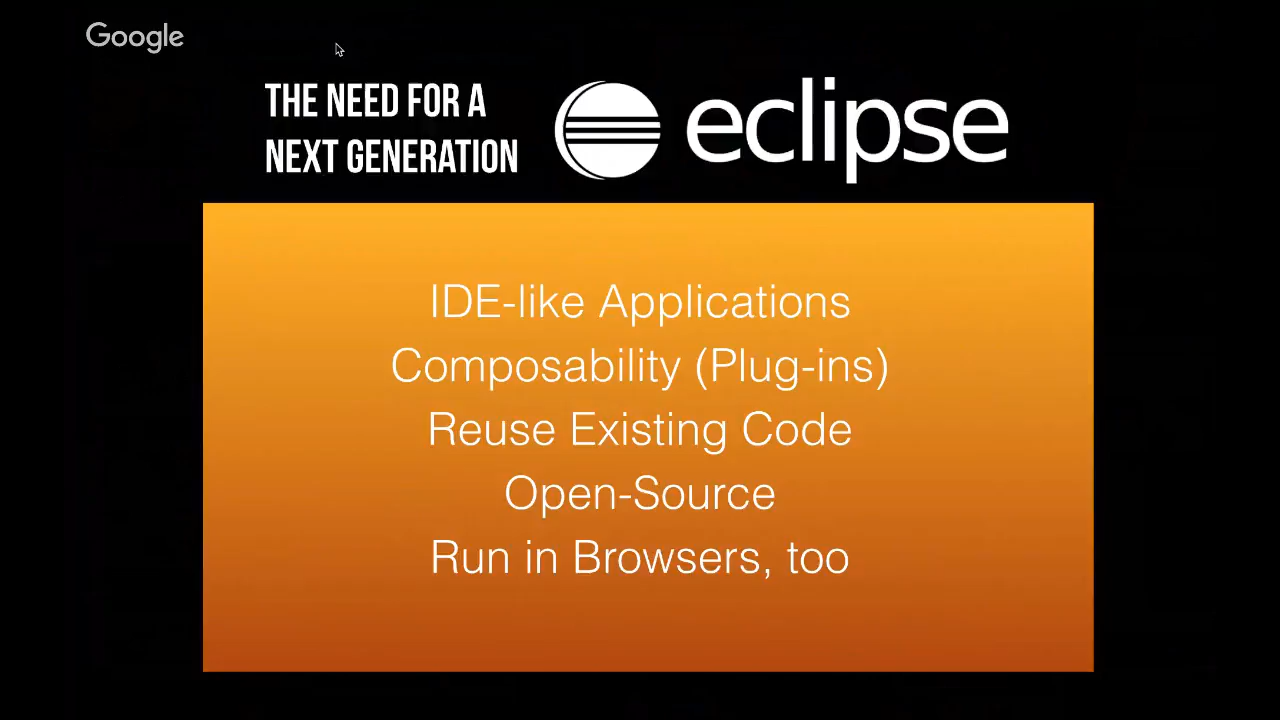 Google
THE NEED FOR A
NEXT GENERATION
eclipse
IDE-like Applications
Composability (Plug-ins)
Reuse Existing Code
Open-Source
Run in Browsers, too